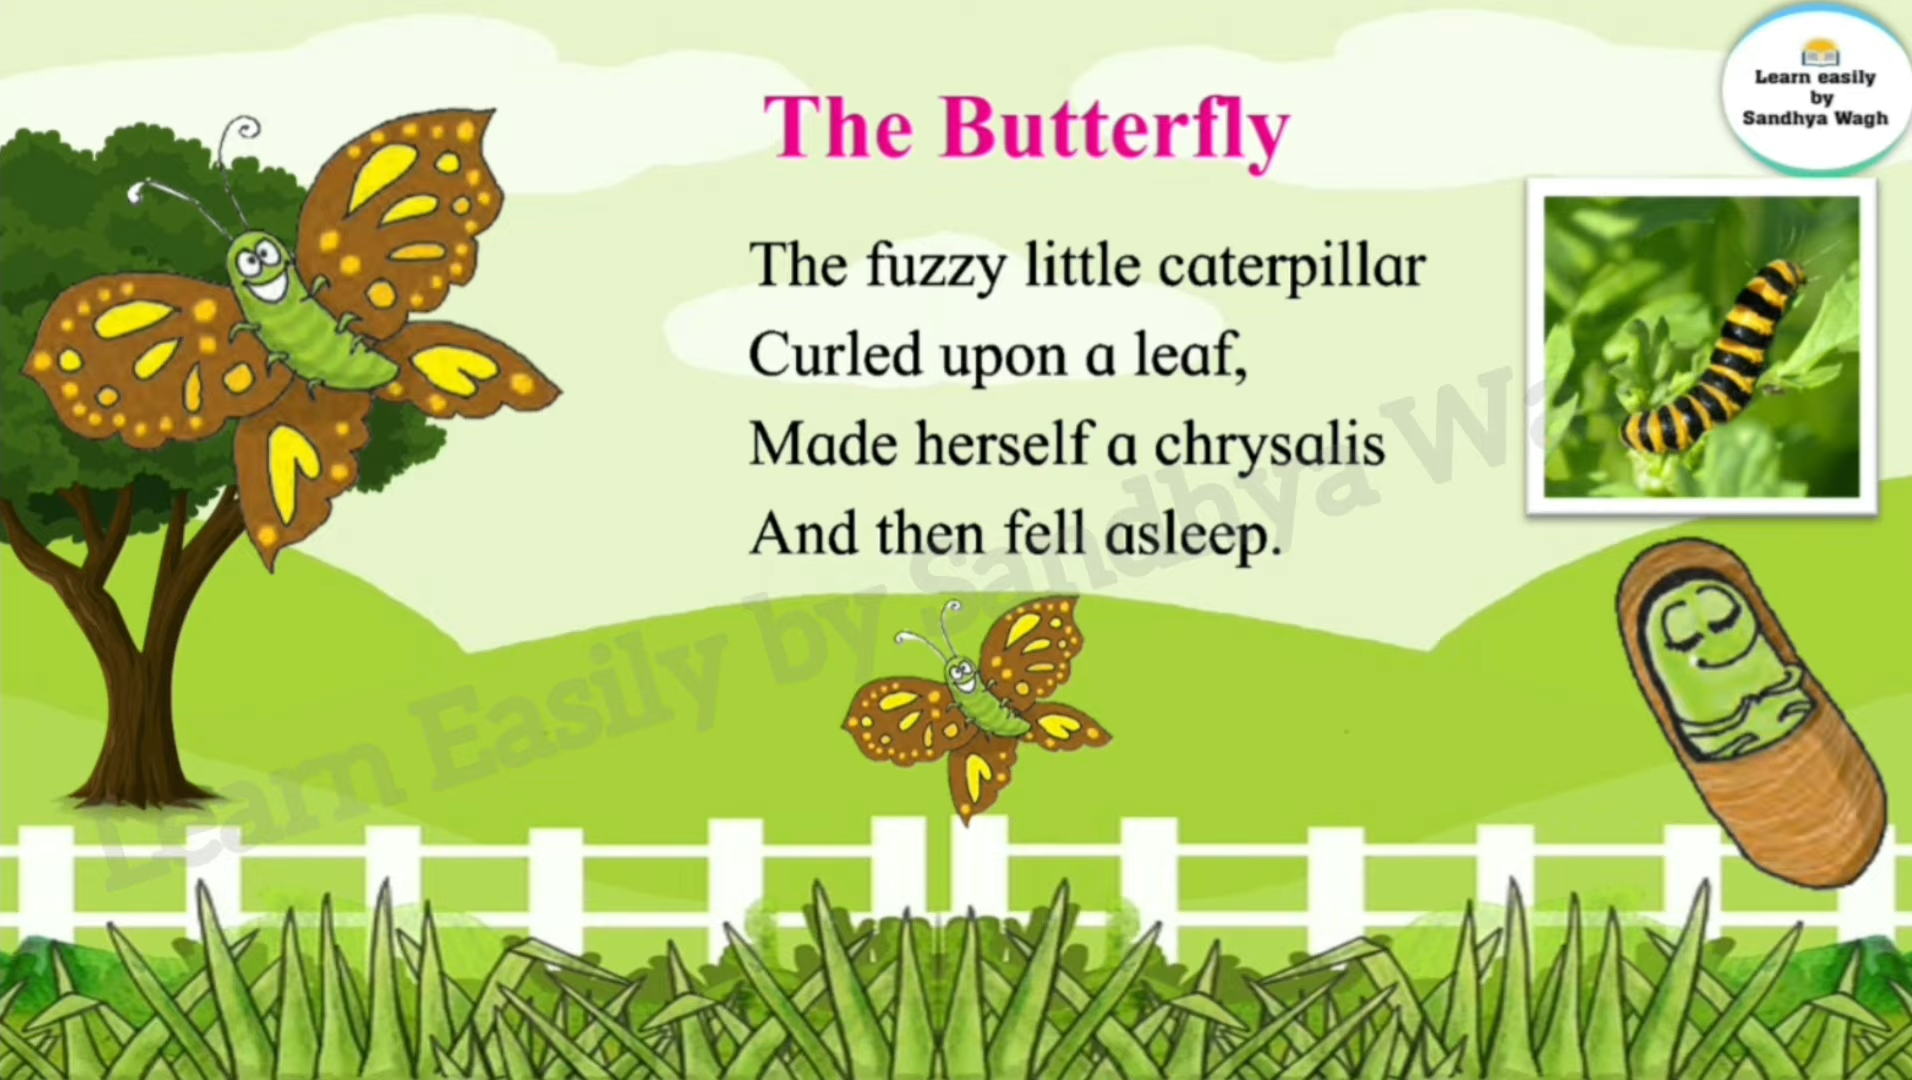 The Butterfly
Learn easily
by
Sandhya Wagh
The fuzzy little caterpillar
Curled upon a leaf,
Made herself a chrysalis
And then fell asleep.
Learn Easily by Sandhya Wa